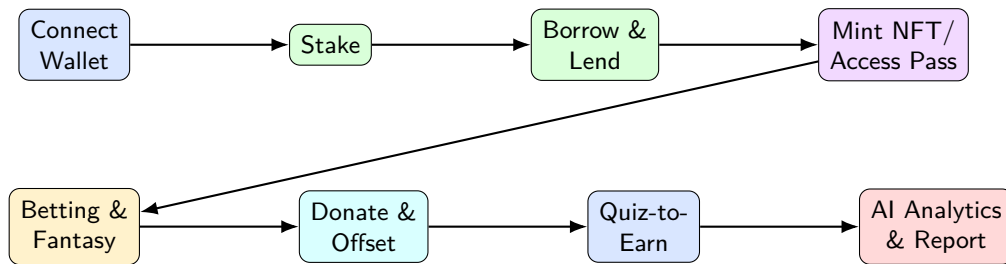 Connect
Wallet
Stake
Borrow &
Lend
Mint NFT/
Access Pass
Betting &
Fantasy
Donate &
Offset
Quiz-to-
Earn
AI Analytics
& Report